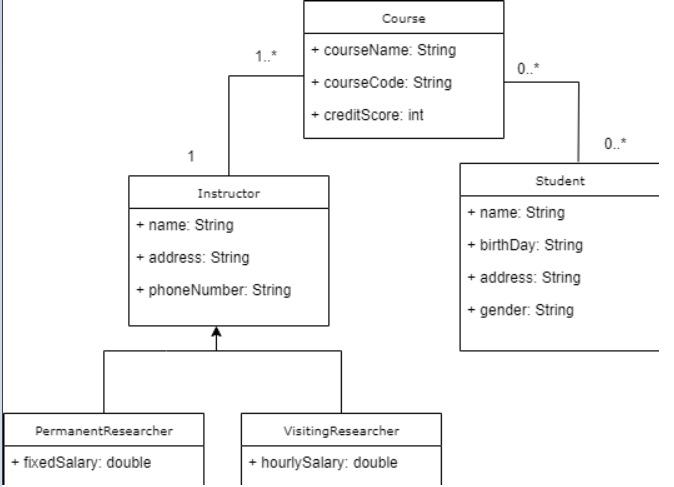 Course
+ courseName: String
+ courseCode: String
+ creditScore: int
1..*
0..*
1
0..*
Instructor
+ name: String
+ address: String
+ phoneNumber: String
Student
+ name: String
+ birthDay: String
+ address: String
+ gender: String
PermanentResearcher
+ fixedSalary: double
VisitingResearcher
+ hourlySalary: double